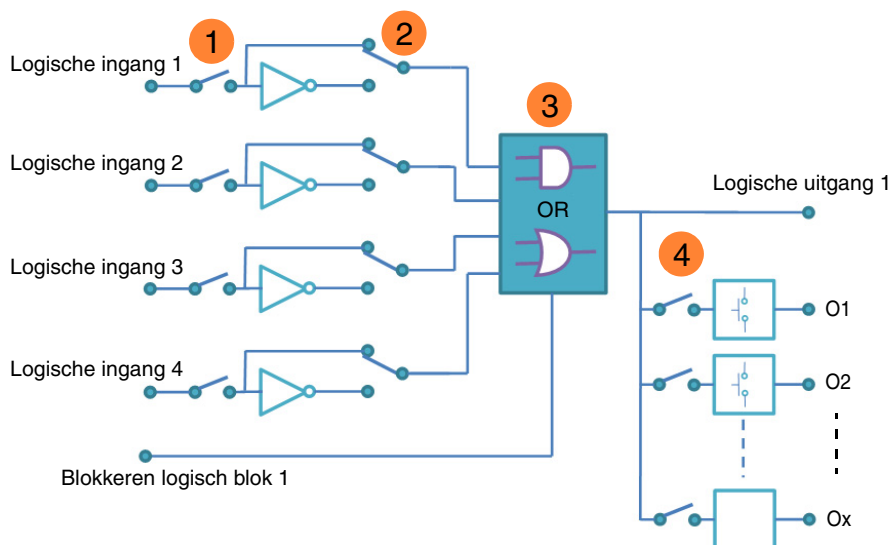 1
2
Logische ingang 1
3
Logische ingang 2
OR
Logische uitgang 1
Logische ingang 3
4
O1
Logische ingang 4
O2
Blokkeren logisch blok 1
Ox